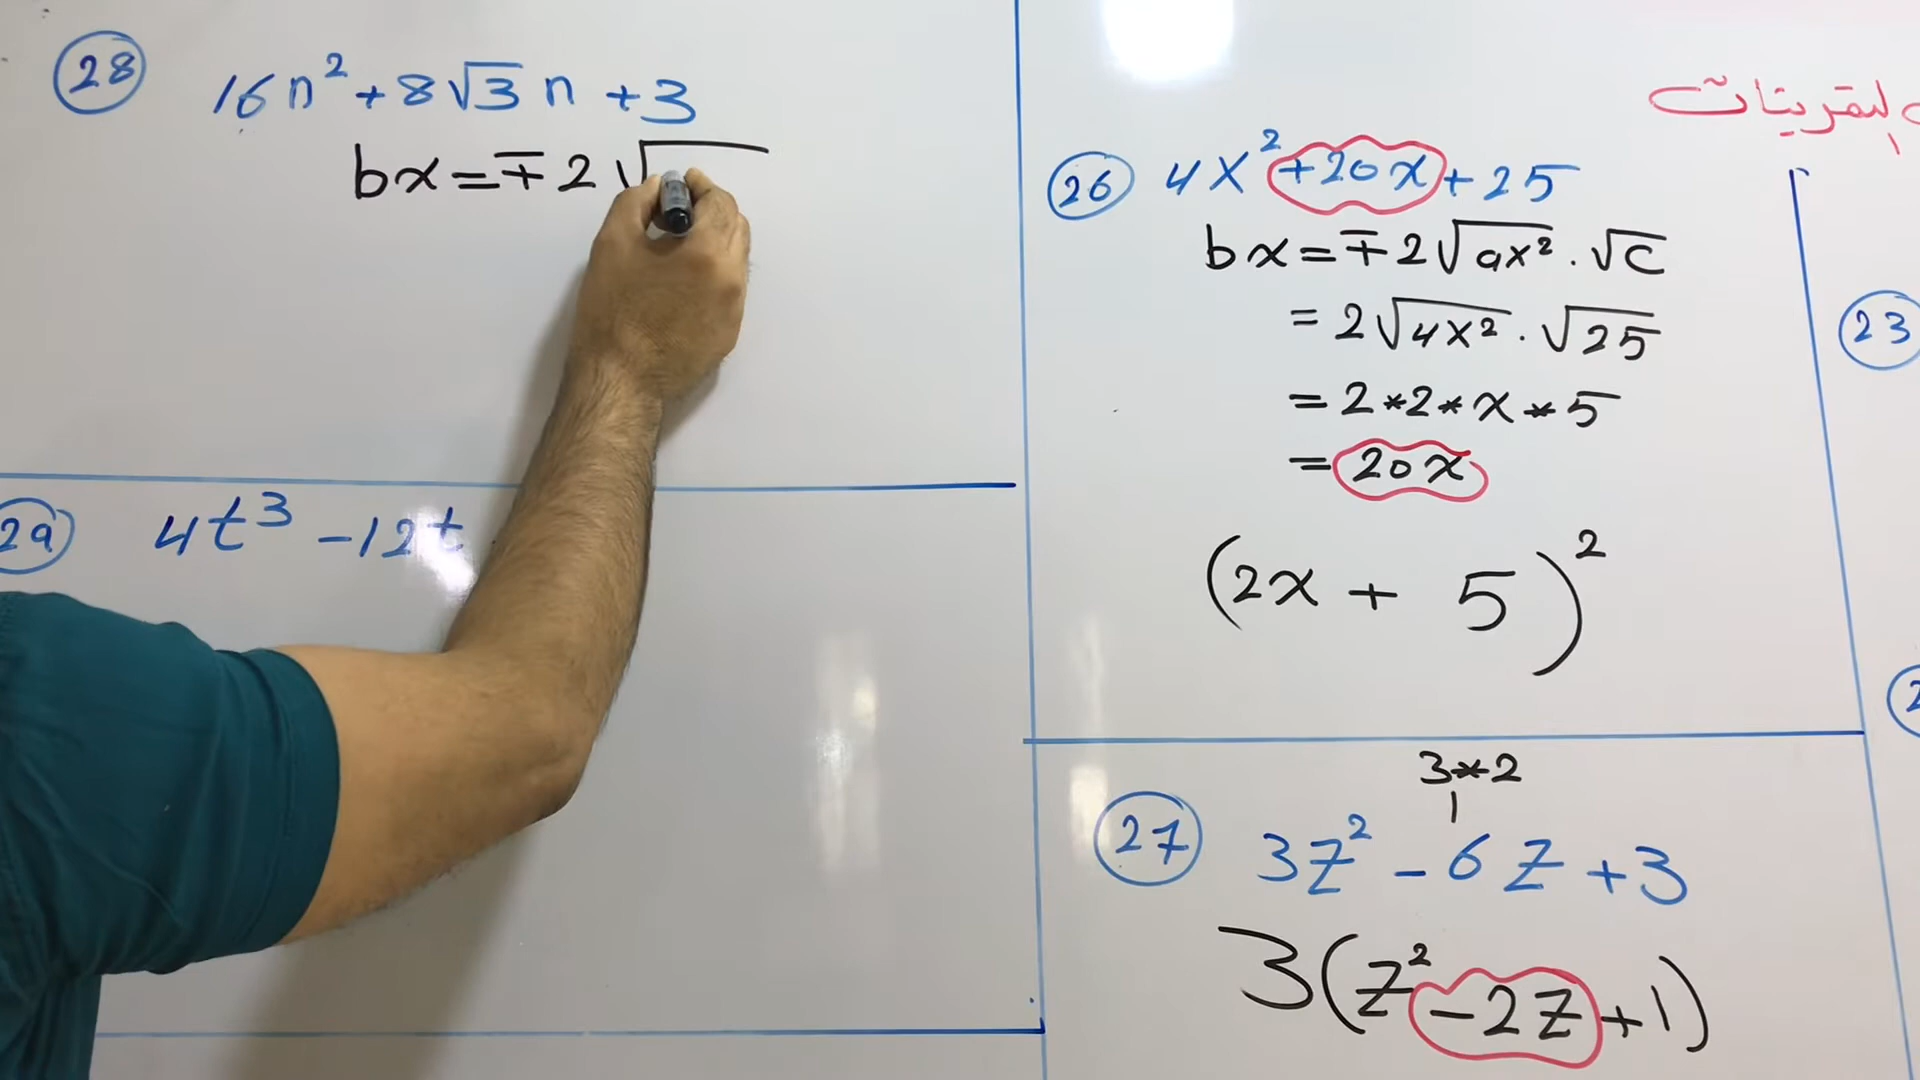 28 16n² + 8√3 n + 3
bx = ∓ 2√
29 4t³ - 12t
26 4x² + 20x + 25
bx = ∓ 2√ax² . √c
= 2√4x² . √25
= 2*2*x*5
= 20x
(2x + 5)²
3*2
27 3z² - 6z + 3
3(z² - 2z + 1)
23